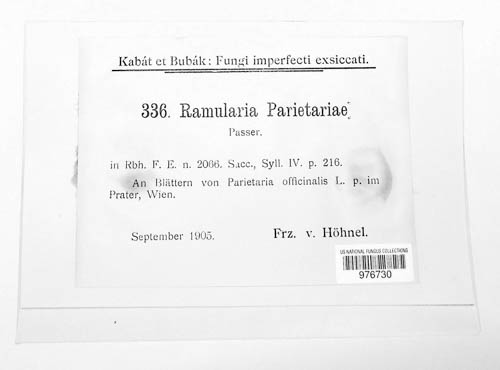 Kabát et Bubák: Fungi imperfecti exsiccati.
336. Ramularia Parietariae
Passer.
in Rbh. F. E. n. 2066. Sacc., Syll. IV. p. 216.
An Blättern von Parietaria officinalis L. p. im
Prater, Wien.
September 1905. Frz. v. Höhnel.
US NATIONAL FUNGUS COLLECTIONS
976730